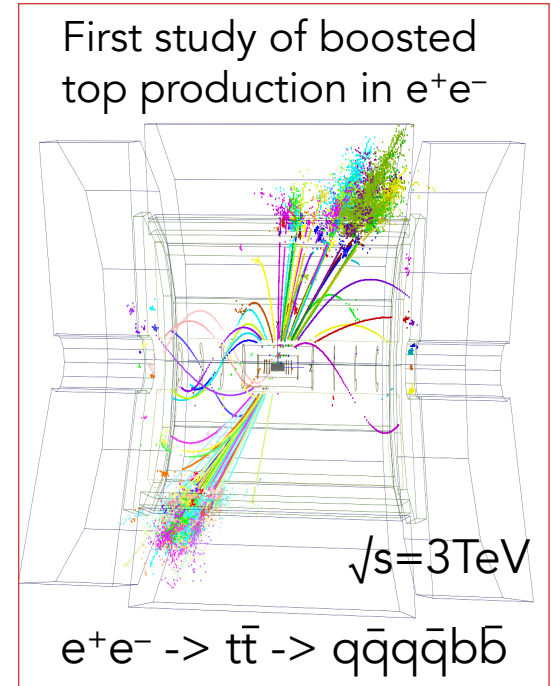 First study of boosted
top production in e⁺e⁻
√s=3TeV
e⁺e⁻ -> tt̄ -> qq̄qq̄bb̄